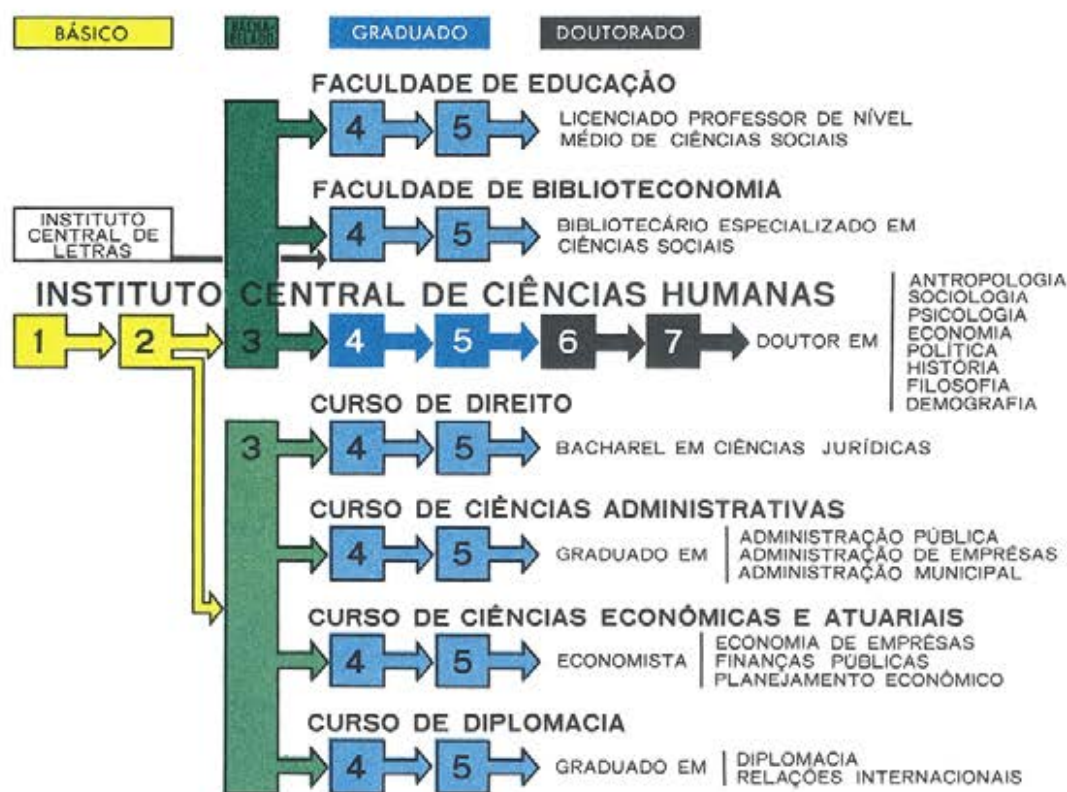 BÁSICO
BACHA-
RELADO
GRADUADO
DOUTORADO
FACULDADE DE EDUCAÇÃO
4 5 LICENCIADO PROFESSOR DE NÍVEL
MÉDIO DE CIÊNCIAS SOCIAIS
FACULDADE DE BIBLIOTECONOMIA
INSTITUTO
CENTRAL DE
LETRAS
4 5 BIBLIOTECÁRIO ESPECIALIZADO EM
CIÊNCIAS SOCIAIS
INSTITUTO CENTRAL DE CIÊNCIAS HUMANAS
1 2 3 4 5 6 7 DOUTOR EM
ANTROPOLOGIA
SOCIOLOGIA
PSICOLOGIA
ECONOMIA
POLÍTICA
HISTÓRIA
FILOSOFIA
DEMOGRAFIA
CURSO DE DIREITO
3 4 5 BACHAREL EM CIÊNCIAS JURÍDICAS
CURSO DE CIÊNCIAS ADMINISTRATIVAS
4 5 GRADUADO EM
ADMINISTRAÇÃO PÚBLICA
ADMINISTRAÇÃO DE EMPRÊSAS
ADMINISTRAÇÃO MUNICIPAL
CURSO DE CIÊNCIAS ECONÔMICAS E ATUARIAIS
4 5 ECONOMISTA
ECONOMIA DE EMPRÊSAS
FINANÇAS PÚBLICAS
PLANEJAMENTO ECONÔMICO
CURSO DE DIPLOMACIA
4 5 GRADUADO EM
DIPLOMACIA
RELAÇÕES INTERNACIONAIS